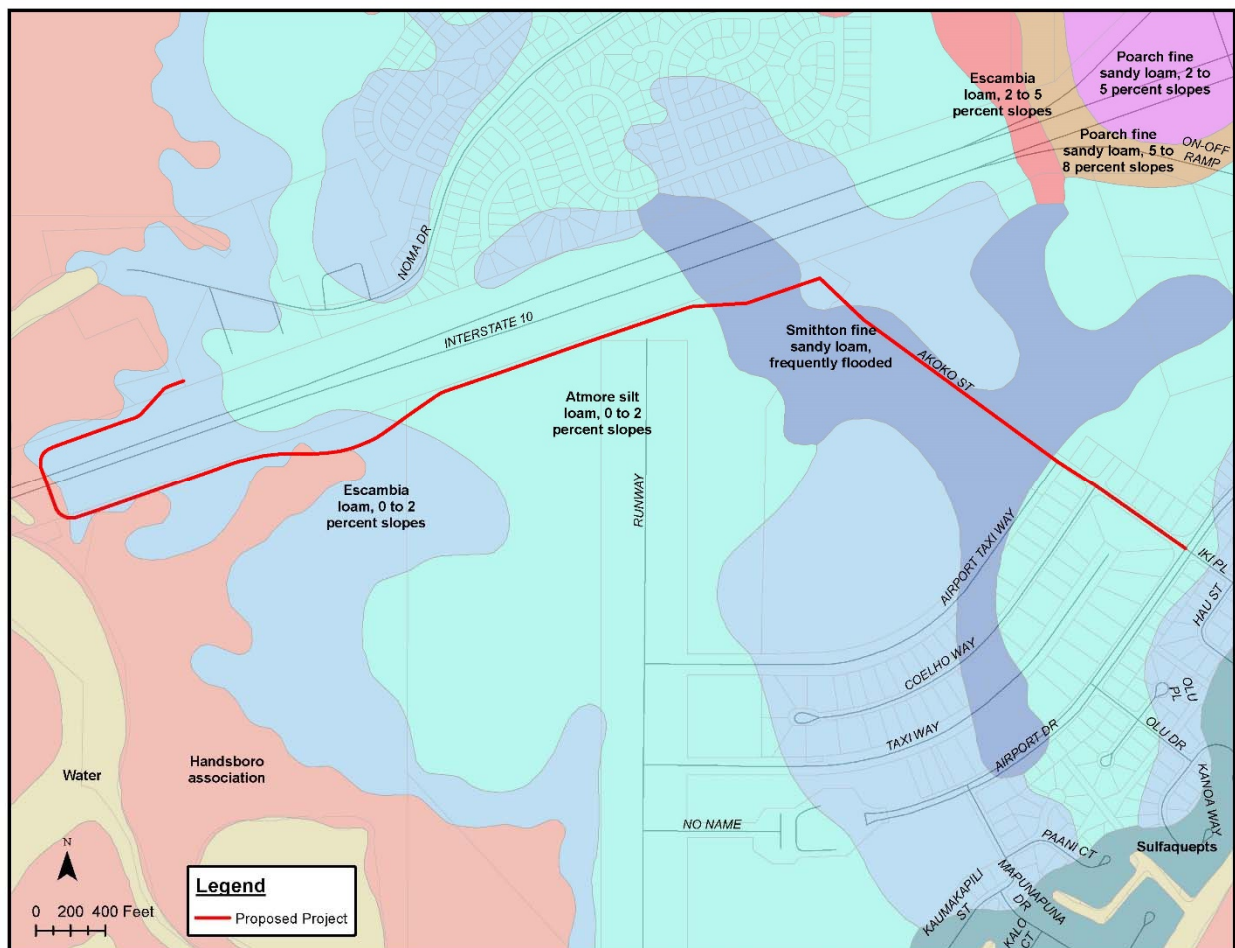 Poarch fine
sandy loam, 2 to
5 percent slopes
Escambia
loam, 2 to 5
percent slopes
Poarch fine
sandy loam, 5 to
8 percent slopes
ON-OFF
RAMP
NOMA DR
INTERSTATE 10
Smithton fine
sandy loam,
frequently flooded
AKOKO ST
Atmore silt
loam, 0 to 2
percent slopes
Escambia
loam, 0 to 2
percent slopes
RUNWAY
AIRPORT TAXI WAY
IKI PL
HAU ST
COELHO WAY
OLU
PL
TAXI WAY
OLU DR
AIRPORT DR
KANOA WAY
Water
Handsboro
association
NO NAME
PAANI CT
Sulfaquepts
MAPUNAPUNA
DR
KAUMAKAPILI
ST
KALO
CT
N
0 200 400 Feet
Legend
Proposed Project